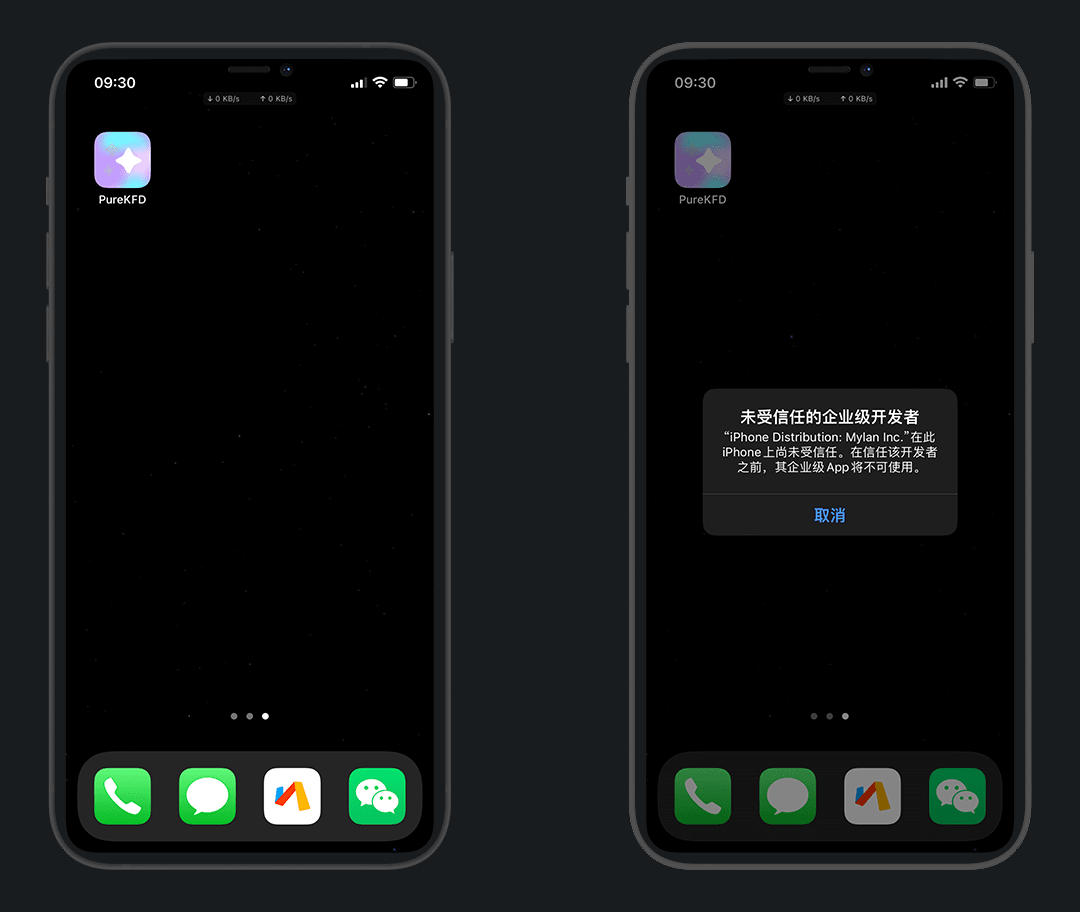 09:30
↓ 0 KB/s ↑ 0 KB/s
PureKFD
09:30
↓ 0 KB/s ↑ 0 KB/s
PureKFD
未受信任的企业级开发者
“iPhone Distribution: Mylan Inc.”在此
iPhone上尚未受信任。在信任该开发者
之前，其企业级App将不可使用。
取消